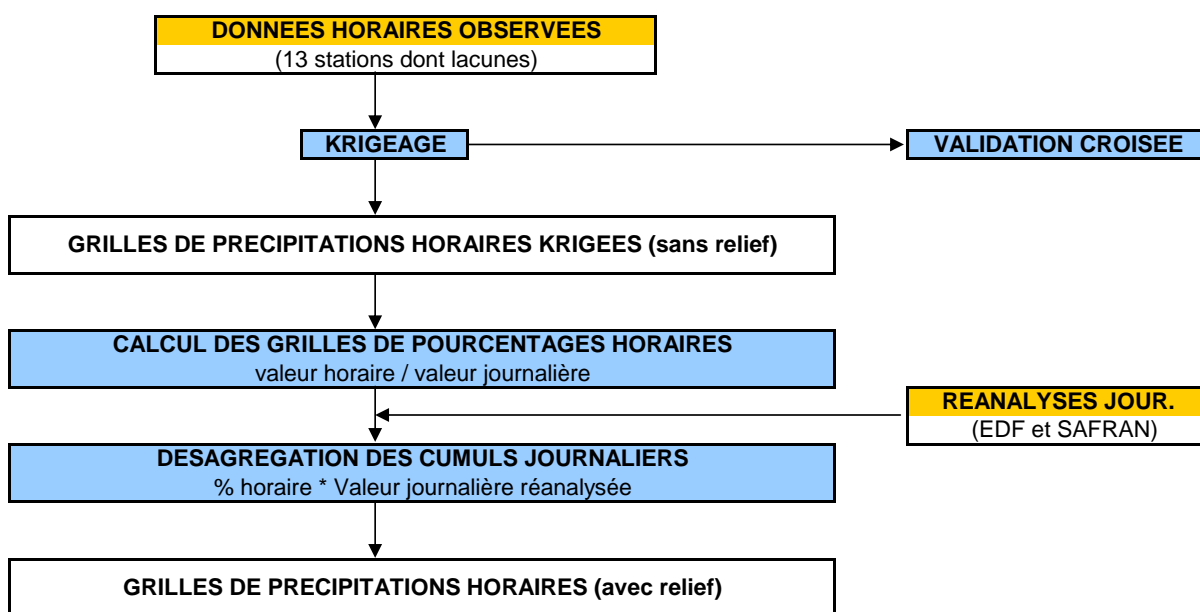 DONNEES HORAIRES OBSERVEES
(13 stations dont lacunes)
KRIGEAGE
VALIDATION CROISEE
GRILLES DE PRECIPITATIONS HORAIRES KRIGEES (sans relief)
CALCUL DES GRILLES DE POURCENTAGES HORAIRES
valeur horaire / valeur journalière
REANALYSES JOUR.
(EDF et SAFRAN)
DESAGREGATION DES CUMULS JOURNALIERS
% horaire * Valeur journalière réanalysée
GRILLES DE PRECIPITATIONS HORAIRES (avec relief)